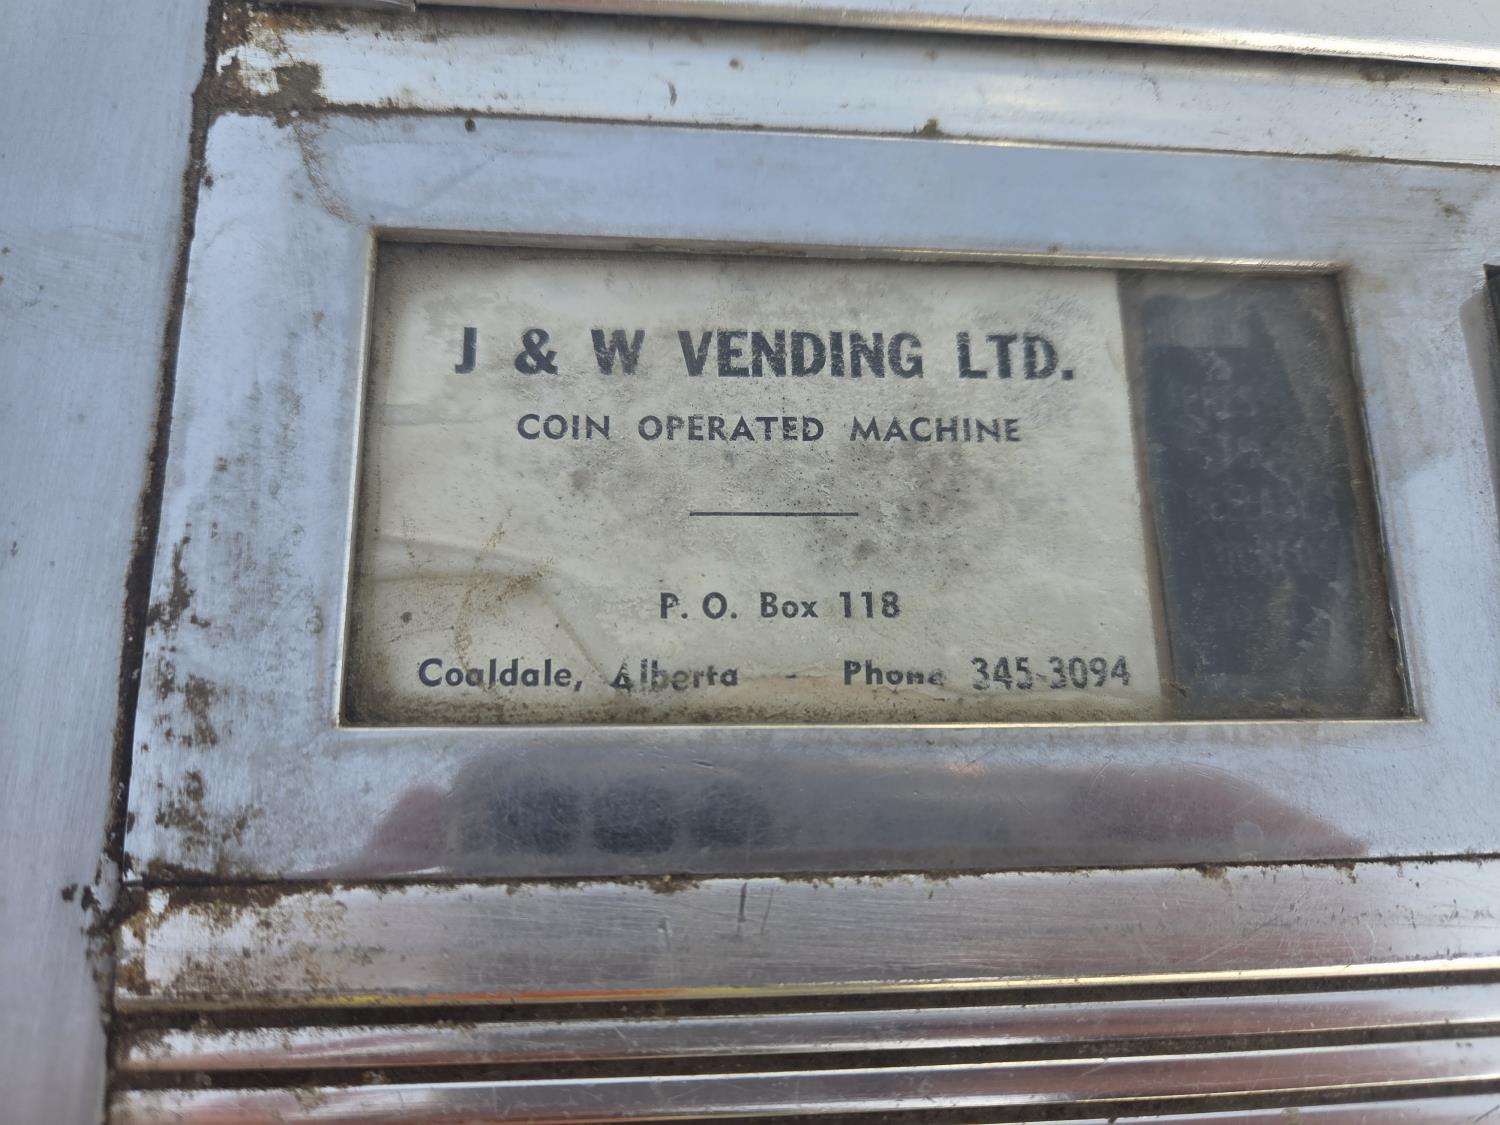 J & W VENDING LTD.
COIN OPERATED MACHINE
P. O. Box 118
Coaldale, Alberta - Phone 345-3094